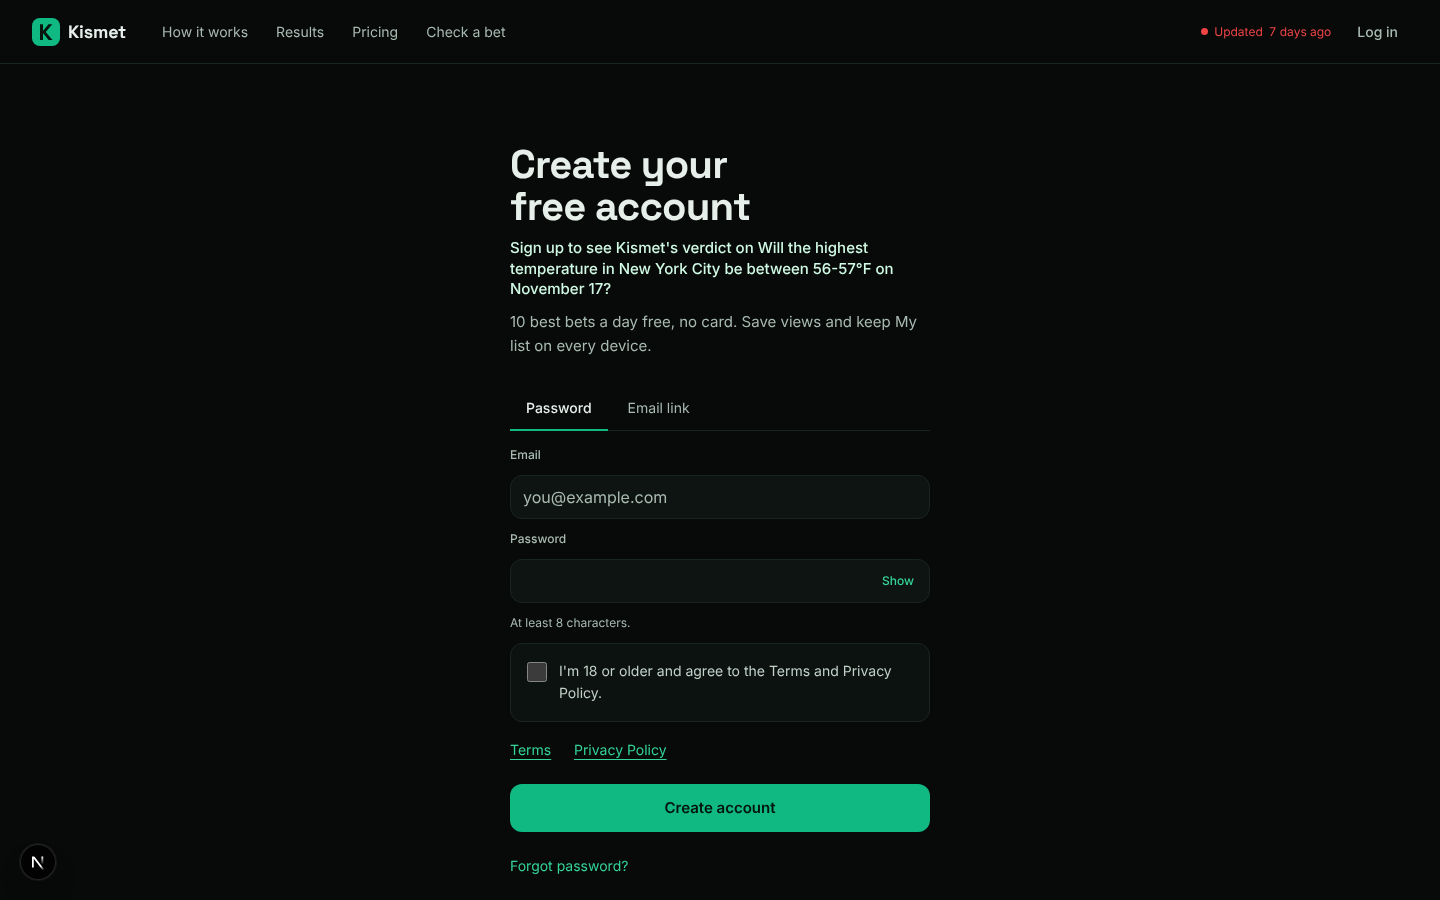 K Kismet How it works Results Pricing Check a bet Updated 7 days ago Log in
Create your
free account
Sign up to see Kismet's verdict on Will the highest
temperature in New York City be between 56-57°F on
November 17?
10 best bets a day free, no card. Save views and keep My
list on every device.
Password Email link
Email
you@example.com
Password
Show
At least 8 characters.
I'm 18 or older and agree to the Terms and Privacy
Policy.
Terms Privacy Policy
Create account
N
Forgot password?